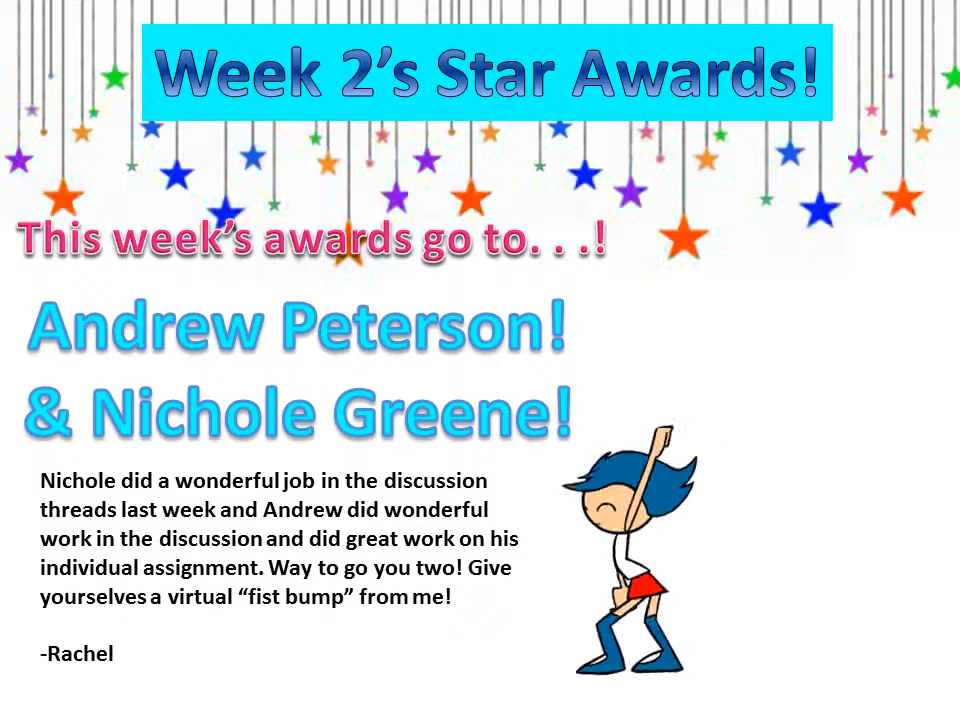 Week 2's Star Awards!
This week's awards go to. . .!
Andrew Peterson!
& Nichole Greene!
Nichole did a wonderful job in the discussion
threads last week and Andrew did wonderful
work in the discussion and did great work on his
individual assignment. Way to go you two! Give
yourselves a virtual “fist bump” from me!
-Rachel